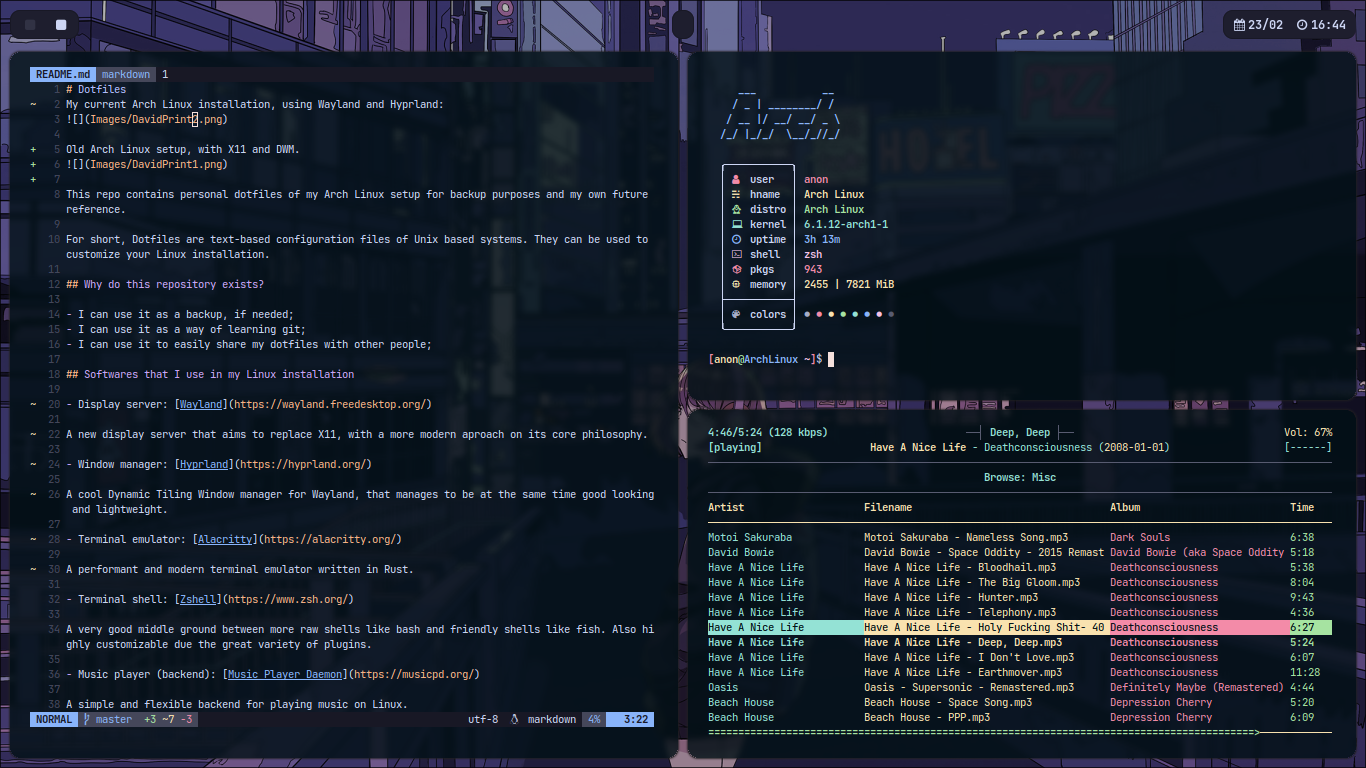 23/02 16:44
README.md markdown 1
1 # Dotfiles
~ 2 My current Arch Linux installation, using Wayland and Hyprland:
3 ![](Images/DavidPrint2.png)
4
+ 5 Old Arch Linux setup, with X11 and DWM.
+ 6 ![](Images/DavidPrint1.png)
+ 7
8 This repo contains personal dotfiles of my Arch Linux setup for backup purposes and my own future
reference.
9
10 For short, Dotfiles are text-based configuration files of Unix based systems. They can be used to
customize your Linux installation.
11
12 ## Why do this repository exists?
13
14 - I can use it as a backup, if needed;
15 - I can use it as a way of learning git;
16 - I can use it to easily share my dotfiles with other people;
17
18 ## Softwares that I use in my Linux installation
19
~ 20 - Display server: [Wayland](https://wayland.freedesktop.org/)
21
~ 22 A new display server that aims to replace X11, with a more modern aproach on its core philosophy.
23
~ 24 - Window manager: [Hyprland](https://hyprland.org/)
25
~ 26 A cool Dynamic Tiling Window manager for Wayland, that manages to be at the same time good looking
and lightweight.
27
~ 28 - Terminal emulator: [Alacritty](https://alacritty.org/)
29
~ 30 A performant and modern terminal emulator written in Rust.
31
32 - Terminal shell: [Zshell](https://www.zsh.org/)
33
34 A very good middle ground between more raw shells like bash and friendly shells like fish. Also hi
ghly customizable due the great variety of plugins.
35
36 - Music player (backend): [Music Player Daemon](https://musicpd.org/)
37
38 A simple and flexible backend for playing music on Linux.
NORMAL master +3 ~7 -3 utf-8 markdown 4% 3:22
Arch
user anon
hname Arch Linux
distro Arch Linux
kernel 6.1.12-arch1-1
uptime 3h 13m
shell zsh
pkgs 943
memory 2455 | 7821 MiB
colors
[anon@ArchLinux ~]$
4:46/5:24 (128 kbps) Deep, Deep Vol: 67%
[playing] Have A Nice Life - Deathconsciousness (2008-01-01) [------]
Browse: Misc
Artist Filename Album Time
Motoi Sakuraba Motoi Sakuraba - Nameless Song.mp3 Dark Souls 6:38
David Bowie David Bowie - Space Oddity - 2015 Remast David Bowie (aka Space Oddity 5:18
Have A Nice Life Have A Nice Life - Bloodhail.mp3 Deathconsciousness 5:38
Have A Nice Life Have A Nice Life - The Big Gloom.mp3 Deathconsciousness 8:04
Have A Nice Life Have A Nice Life - Hunter.mp3 Deathconsciousness 9:43
Have A Nice Life Have A Nice Life - Telephony.mp3 Deathconsciousness 4:36
Have A Nice Life Have A Nice Life - Holy Fucking Shit- 40 Deathconsciousness 6:27
Have A Nice Life Have A Nice Life - Deep, Deep.mp3 Deathconsciousness 5:24
Have A Nice Life Have A Nice Life - I Don't Love.mp3 Deathconsciousness 6:07
Have A Nice Life Have A Nice Life - Earthmover.mp3 Deathconsciousness 11:28
Oasis Oasis - Supersonic - Remastered.mp3 Definitely Maybe (Remastered) 4:44
Beach House Beach House - Space Song.mp3 Depression Cherry 5:20
Beach House Beach House - PPP.mp3 Depression Cherry 6:09